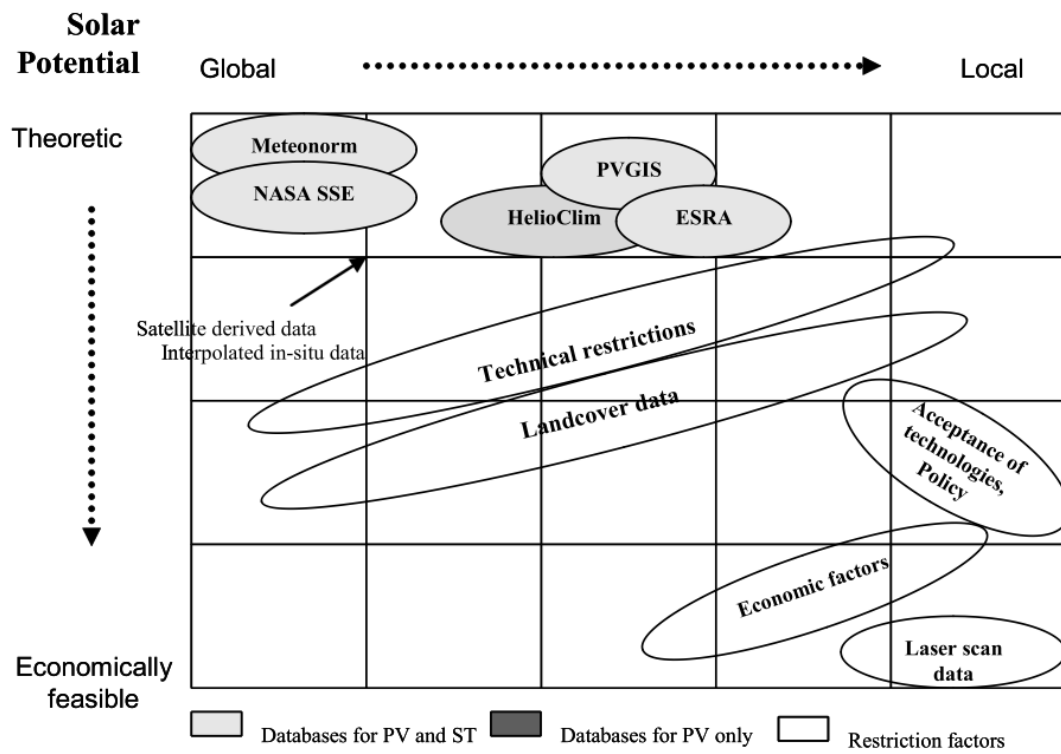 Solar
Potential
Global
Local
Theoretic
Meteonorm
NASA SSE
PVGIS
HelioClim
ESRA
Satellite derived data
Interpolated in-situ data
Technical restrictions
Landcover data
Acceptance of
technologies,
Policy
Economic factors
Laser scan
data
Economically
feasible
Databases for PV and ST
Databases for PV only
Restriction factors